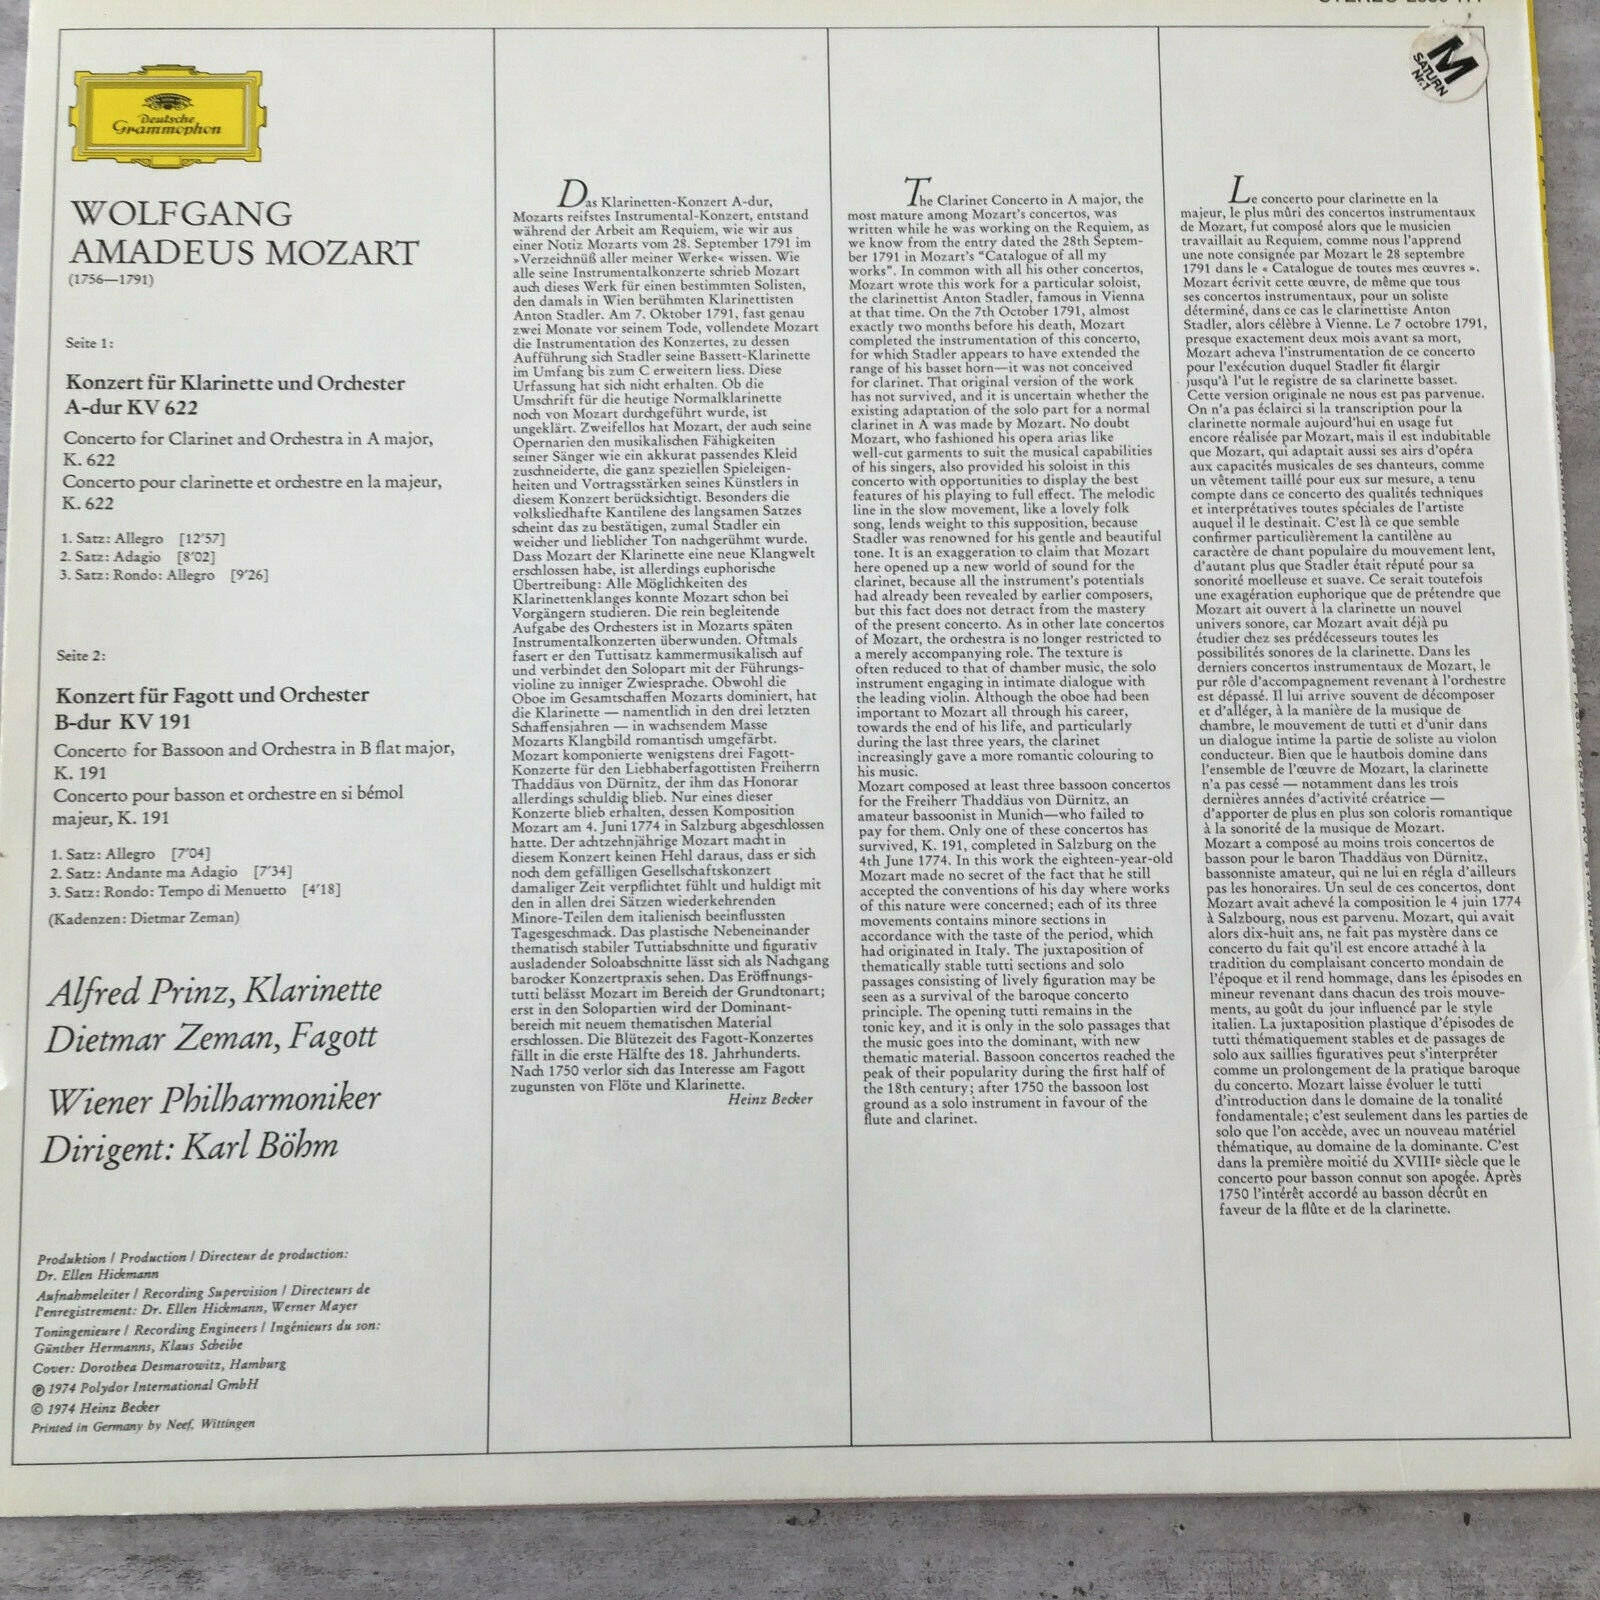 M
SATURN
Nr.1
Deutsche
Grammophon
WOLFGANG
AMADEUS MOZART
(1756—1791)
Seite 1:
Konzert für Klarinette und Orchester
A-dur KV 622
Concerto for Clarinet and Orchestra in A major,
K. 622
Concerto pour clarinette et orchestre en la majeur,
K. 622
1. Satz: Allegro [12'57]
2. Satz: Adagio [8'02]
3. Satz: Rondo: Allegro [9'26]
Seite 2:
Konzert für Fagott und Orchester
B-dur KV 191
Concerto for Bassoon and Orchestra in B flat major,
K. 191
Concerto pour basson et orchestre en si bémol
majeur, K. 191
1. Satz: Allegro [7'04]
2. Satz: Andante ma Adagio [7'34]
3. Satz: Rondo: Tempo di Menuetto [4'18]
(Kadenzen: Dietmar Zeman)
Alfred Prinz, Klarinette
Dietmar Zeman, Fagott
Wiener Philharmoniker
Dirigent: Karl Böhm
Produktion / Production / Directeur de production:
Dr. Ellen Hickmann
Aufnahmeleiter / Recording Supervision / Directeurs de
l'enregistrement: Dr. Ellen Hickmann, Werner Mayer
Toningenieure / Recording Engineers / Ingénieurs du son:
Günther Hermanns, Klaus Scheibe
Cover: Dorothea Desmarowitz, Hamburg
℗ 1974 Polydor International GmbH
© 1974 Heinz Becker
Printed in Germany by Neef, Wittingen
Das Klarinetten-Konzert A-dur,
Mozarts reifstes Instrumental-Konzert, entstand
während der Arbeit am Requiem, wie wir aus
einer Notiz Mozarts vom 28. September 1791 im
»Verzeichnüß aller meiner Werke« wissen. Wie
alle seine Instrumentalkonzerte schrieb Mozart
auch dieses Werk für einen bestimmten Solisten,
den damals in Wien berühmten Klarinettisten
Anton Stadler. Am 7. Oktober 1791, fast genau
zwei Monate vor seinem Tode, vollendete Mozart
die Instrumentation des Konzertes, zu dessen
Aufführung sich Stadler seine Bassett-Klarinette
im Umfang bis zum C erweitern liess. Diese
Urfassung hat sich nicht erhalten. Ob die
Umschrift für die heutige Normalklarinette
noch von Mozart durchgeführt wurde, ist
ungeklärt. Zweifellos hat Mozart, der auch seine
Opernarien den musikalischen Fähigkeiten
seiner Sänger wie ein akkurat passendes Kleid
zuschneiderte, die ganz speziellen Spieleigen-
heiten und Vortragsstärken seines Künstlers in
diesem Konzert berücksichtigt. Besonders die
volksliedhafte Kantilene des langsamen Satzes
scheint das zu bestätigen, zumal Stadler ein
weicher und lieblicher Ton nachgerühmt wurde.
Dass Mozart der Klarinette eine neue Klangwelt
erschlossen habe, ist allerdings euphorische
Übertreibung: Alle Möglichkeiten des
Klarinettenklanges konnte Mozart schon bei
Vorgängern studieren. Die rein begleitende
Aufgabe des Orchesters ist in Mozarts späten
Instrumentalkonzerten überwunden. Oftmals
fasert er den Tuttisatz kammermusikalisch auf
und verbindet den Solopart mit der Führungs-
violine zu inniger Zwiesprache. Obwohl die
Oboe im Gesamtschaffen Mozarts dominiert, hat
die Klarinette — namentlich in den drei letzten
Schaffensjahren — in wachsendem Masse
Mozarts Klangbild romantisch umgefärbt.
Mozart komponierte wenigstens drei Fagott-
Konzerte für den Liebhaberfagottisten Freiherrn
Thaddäus von Dürnitz, der ihm das Honorar
allerdings schuldig blieb. Nur eines dieser
Konzerte blieb erhalten, dessen Komposition
Mozart am 4. Juni 1774 in Salzburg abgeschlossen
hatte. Der achtzehnjährige Mozart macht in
diesem Konzert keinen Hehl daraus, dass er sich
noch dem gefälligen Gesellschaftskonzert
damaliger Zeit verpflichtet fühlt und huldigt mit
den in allen drei Sätzen wiederkehrenden
Minore-Teilen dem italienisch beeinflussten
Tagesgeschmack. Das plastische Nebeneinander
thematisch stabiler Tuttiabschnitte und figurativ
ausladender Soloabschnitte lässt sich als Nachgang
barocker Konzertpraxis sehen. Das Eröffnungs-
tutti belässt Mozart im Bereich der Grundtonart;
erst in den Solopartien wird der Dominant-
bereich mit neuem thematischen Material
erschlossen. Die Blütezeit des Fagott-Konzertes
fällt in die erste Hälfte des 18. Jahrhunderts.
Nach 1750 verlor sich das Interesse am Fagott
zugunsten von Flöte und Klarinette.
Heinz Becker
The Clarinet Concerto in A major, the
most mature among Mozart's concertos, was
written while he was working on the Requiem, as
we know from the entry dated the 28th Septem-
ber 1791 in Mozart's "Catalogue of all my
works". In common with all his other concertos,
Mozart wrote this work for a particular soloist,
the clarinettist Anton Stadler, famous in Vienna
at that time. On the 7th October 1791, almost
exactly two months before his death, Mozart
completed the instrumentation of this concerto,
for which Stadler appears to have extended the
range of his basset horn—it was not conceived
for clarinet. That original version of the work
has not survived, and it is uncertain whether the
existing adaptation of the solo part for a normal
clarinet in A was made by Mozart. No doubt
Mozart, who fashioned his opera arias like
well-cut garments to suit the musical capabilities
of his singers, also provided his soloist in this
concerto with opportunities to display the best
features of his playing to full effect. The melodic
line in the slow movement, like a lovely folk
song, lends weight to this supposition, because
Stadler was renowned for his gentle and beautiful
tone. It is an exaggeration to claim that Mozart
here opened up a new world of sound for the
clarinet, because all the instrument's potentials
had already been revealed by earlier composers,
but this fact does not detract from the mastery
of the present concerto. As in other late concertos
of Mozart, the orchestra is no longer restricted to
a merely accompanying role. The texture is
often reduced to that of chamber music, the solo
instrument engaging in intimate dialogue with
the leading violin. Although the oboe had been
important to Mozart all through his career,
towards the end of his life, and particularly
during the last three years, the clarinet
increasingly gave a more romantic colouring to
his music.
Mozart composed at least three bassoon concertos
for the Freiherr Thaddäus von Dürnitz, an
amateur bassoonist in Munich—who failed to
pay for them. Only one of these concertos has
survived, K. 191, completed in Salzburg on the
4th June 1774. In this work the eighteen-year-old
Mozart made no secret of the fact that he still
accepted the conventions of his day where works
of this nature were concerned; each of its three
movements contains minore sections in
accordance with the taste of the period, which
had originated in Italy. The juxtaposition of
thematically stable tutti sections and solo
passages consisting of lively figuration may be
seen as a survival of the baroque concerto
principle. The opening tutti remains in the
tonic key, and it is only in the solo passages that
the music goes into the dominant, with new
thematic material. Bassoon concertos reached the
peak of their popularity during the first half of
the 18th century; after 1750 the bassoon lost
ground as a solo instrument in favour of the
flute and clarinet.
Le concerto pour clarinette en la
majeur, le plus mûri des concertos instrumentaux
de Mozart, fut composé alors que le musicien
travaillait au Requiem, comme nous l'apprend
une note consignée par Mozart le 28 septembre
1791 dans le « Catalogue de toutes mes œuvres ».
Mozart écrivit cette œuvre, de même que tous
ses concertos instrumentaux, pour un soliste
déterminé, dans ce cas le clarinettiste Anton
Stadler, alors célèbre à Vienne. Le 7 octobre 1791,
presque exactement deux mois avant sa mort,
Mozart acheva l'instrumentation de ce concerto
pour l'exécution duquel Stadler fit élargir
jusqu'à l'ut le registre de sa clarinette basset.
Cette version originale ne nous est pas parvenue.
On n'a pas éclairci si la transcription pour la
clarinette normale aujourd'hui en usage fut
encore réalisée par Mozart, mais il est indubitable
que Mozart, qui adaptait aussi ses airs d'opéra
aux capacités musicales de ses chanteurs, comme
un vêtement taillé pour eux sur mesure, a tenu
compte dans ce concerto des qualités techniques
et interprétatives toutes spéciales de l'artiste
auquel il le destinait. C'est là ce que semble
confirmer particulièrement la cantilène au
caractère de chant populaire du mouvement lent,
d'autant plus que Stadler était réputé pour sa
sonorité moelleuse et suave. Ce serait toutefois
une exagération euphorique que de prétendre que
Mozart ait ouvert à la clarinette un nouvel
univers sonore, car Mozart avait déjà pu
étudier chez ses prédécesseurs toutes les
possibilités sonores de la clarinette. Dans les
derniers concertos instrumentaux de Mozart, le
pur rôle d'accompagnement revenant à l'orchestre
est dépassé. Il lui arrive souvent de décomposer
et d'alléger, à la manière de la musique de
chambre, le mouvement de tutti et d'unir dans
un dialogue intime la partie de soliste au violon
conducteur. Bien que le hautbois domine dans
l'ensemble de l'œuvre de Mozart, la clarinette
n'a pas cessé — notamment dans les trois
dernières années d'activité créatrice —
d'apporter de plus en plus son coloris romantique
à la sonorité de la musique de Mozart.
Mozart a composé au moins trois concertos de
basson pour le baron Thaddäus von Dürnitz,
bassonniste amateur, qui ne lui en régla d'ailleurs
pas les honoraires. Un seul de ces concertos, dont
Mozart avait achevé la composition le 4 juin 1774
à Salzbourg, nous est parvenu. Mozart, qui avait
alors dix-huit ans, ne fait pas mystère dans ce
concerto du fait qu'il est encore attaché à la
tradition du complaisant concerto mondain de
l'époque et il rend hommage, dans les épisodes en
mineur revenant dans chacun des trois mouve-
ments, au goût du jour influencé par le style
italien. La juxtaposition plastique d'épisodes de
tutti thématiquement stables et de passages de
solo aux saillies figuratives peut s'interpréter
comme un prolongement de la pratique baroque
du concerto. Mozart laisse évoluer le tutti
d'introduction dans le domaine de la tonalité
fondamentale; c'est seulement dans les parties de
solo que l'on accède, avec un nouveau matériel
thématique, au domaine de la dominante. C'est
dans la première moitié du XVIIIe siècle que le
concerto pour basson connut son apogée. Après
1750 l'intérêt accordé au basson décrût en
faveur de la flûte et de la clarinette.